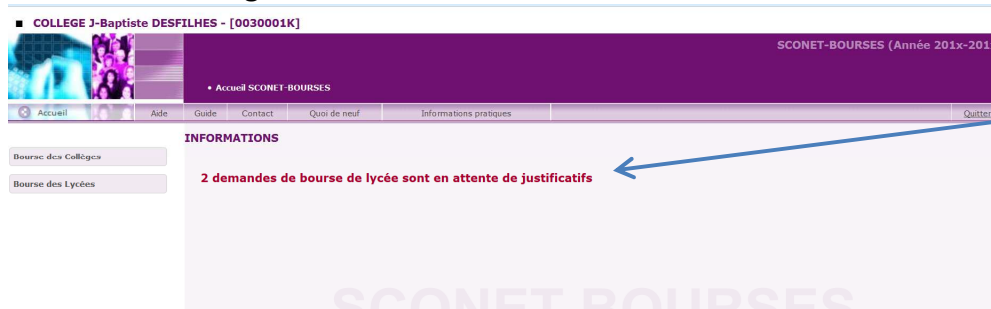 COLLEGE J-Baptiste DESFILHES - [0030001K]
SCONET-BOURSES (Année 201x-201
• Accueil SCONET-BOURSES
Accueil Aide Guide Contact Quoi de neuf Informations pratiques Quitter
INFORMATIONS
Bourse des Collèges
2 demandes de bourse de lycée sont en attente de justificatifs
Bourse des Lycées
SCONET BOURSES